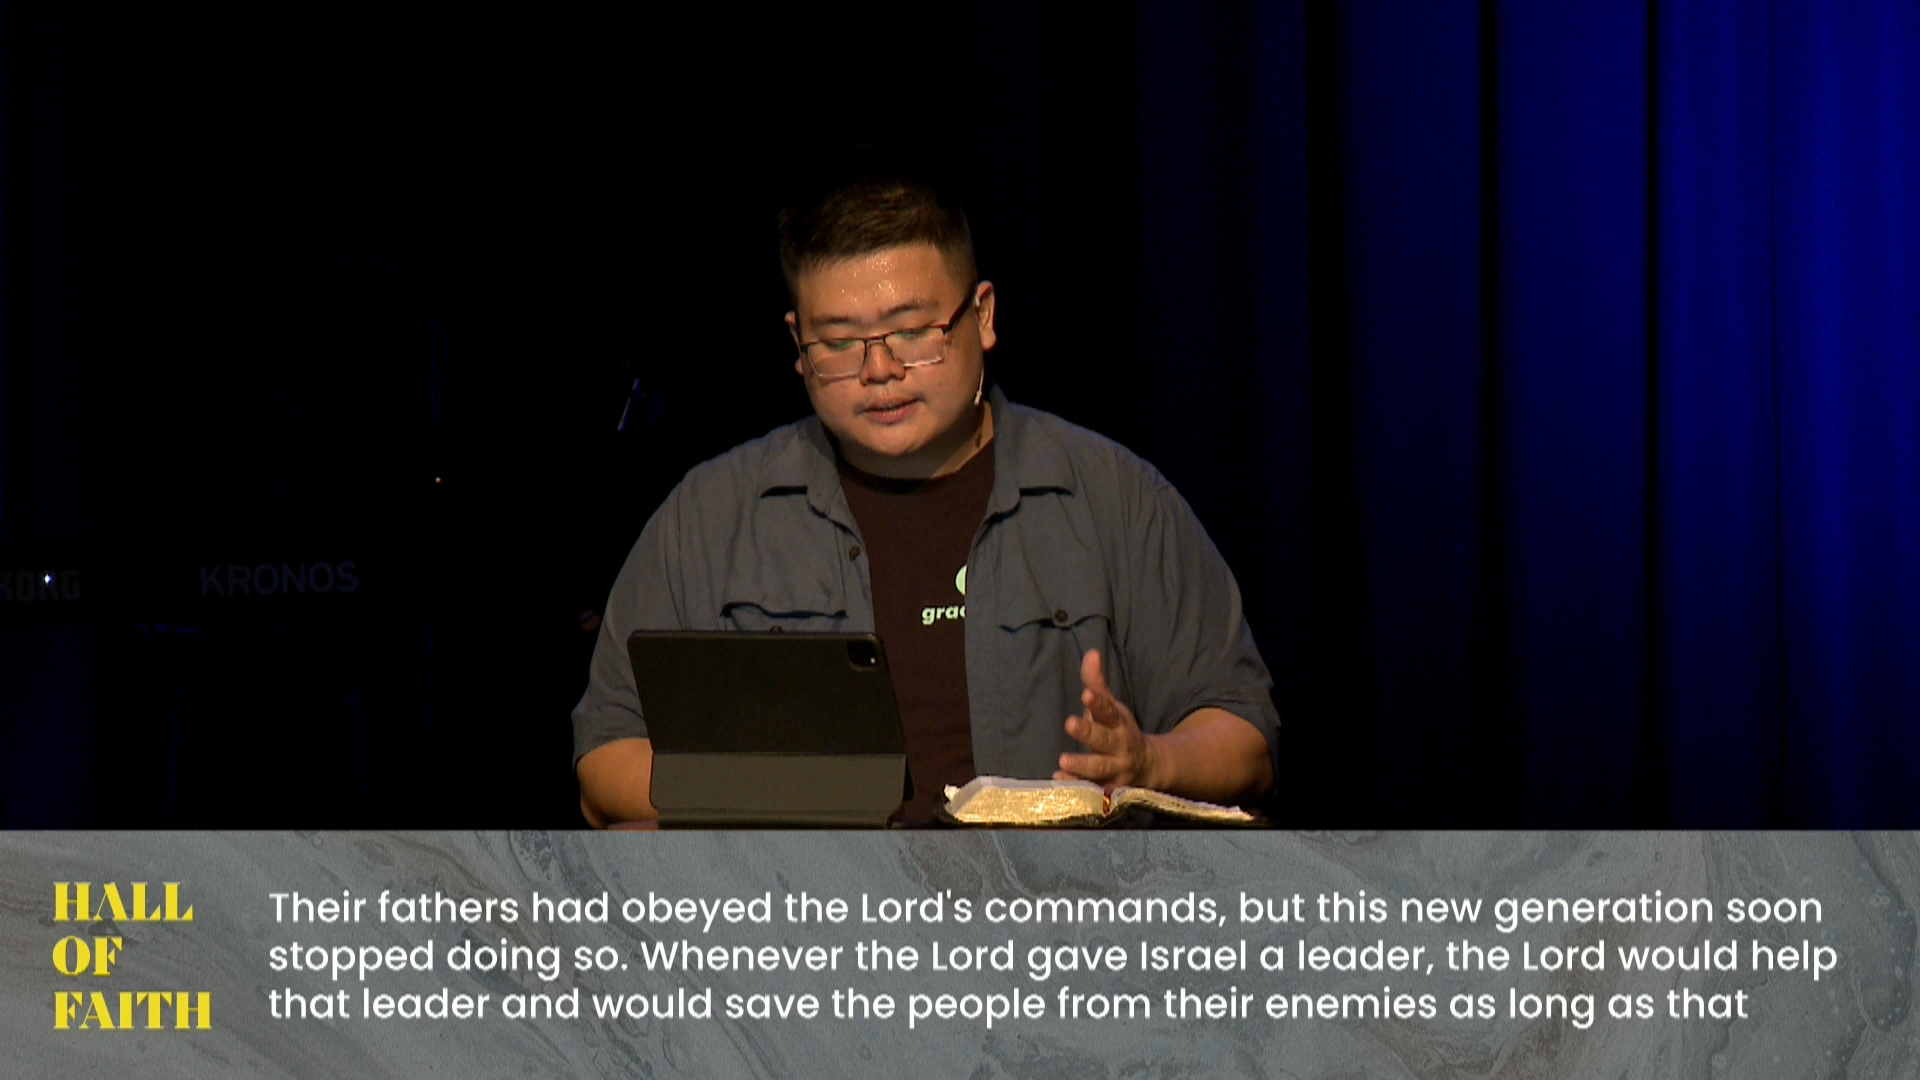 KORG
KRONOS
grac
HALL
OF
FAITH
Their fathers had obeyed the Lord's commands, but this new generation soon
stopped doing so. Whenever the Lord gave Israel a leader, the Lord would help
that leader and would save the people from their enemies as long as that